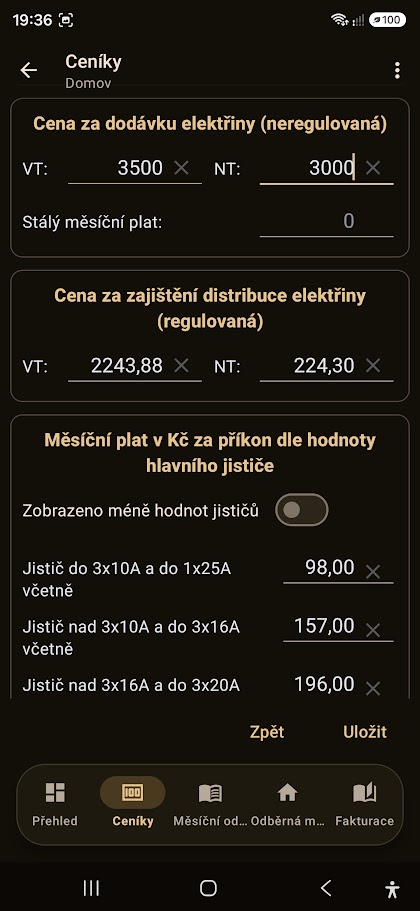 19:36
100
Ceníky
Domov
Cena za dodávku elektřiny (neregulovaná)
VT: 3500 NT: 3000
Stálý měsíční plat: 0
Cena za zajištění distribuce elektřiny
(regulovaná)
VT: 2243,88 NT: 224,30
Měsíční plat v Kč za příkon dle hodnoty
hlavního jističe
Zobrazeno méně hodnot jističů
Jistič do 3x10A a do 1x25A
včetně
98,00
Jistič nad 3x10A a do 3x16A
včetně
157,00
Jistič nad 3x16A a do 3x20A
196,00
Zpět Uložit
100
Přehled Ceníky Měsíční od... Odběrná m... Fakturace